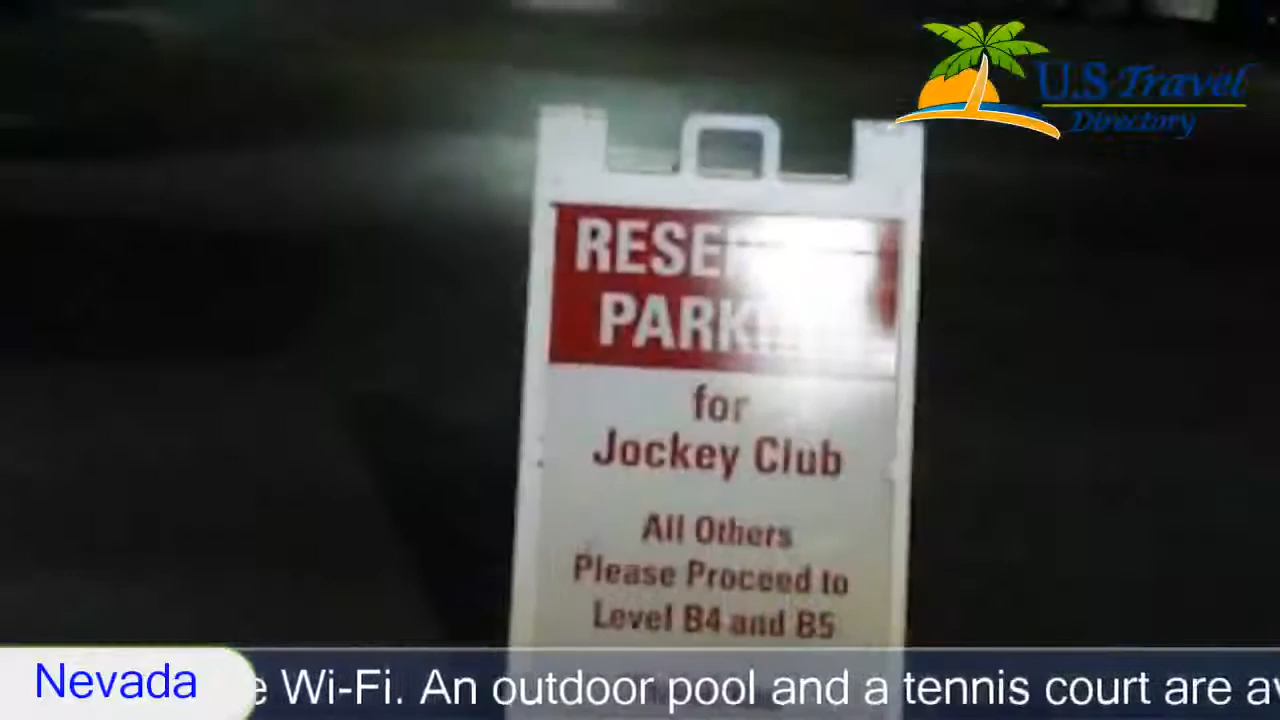 U.S Travel
Directory
PARK
for
Jockey Club
All Others
Please Proceed to
Level B4 and B5
Nevada
e Wi-Fi. An outdoor pool and a tennis court are av